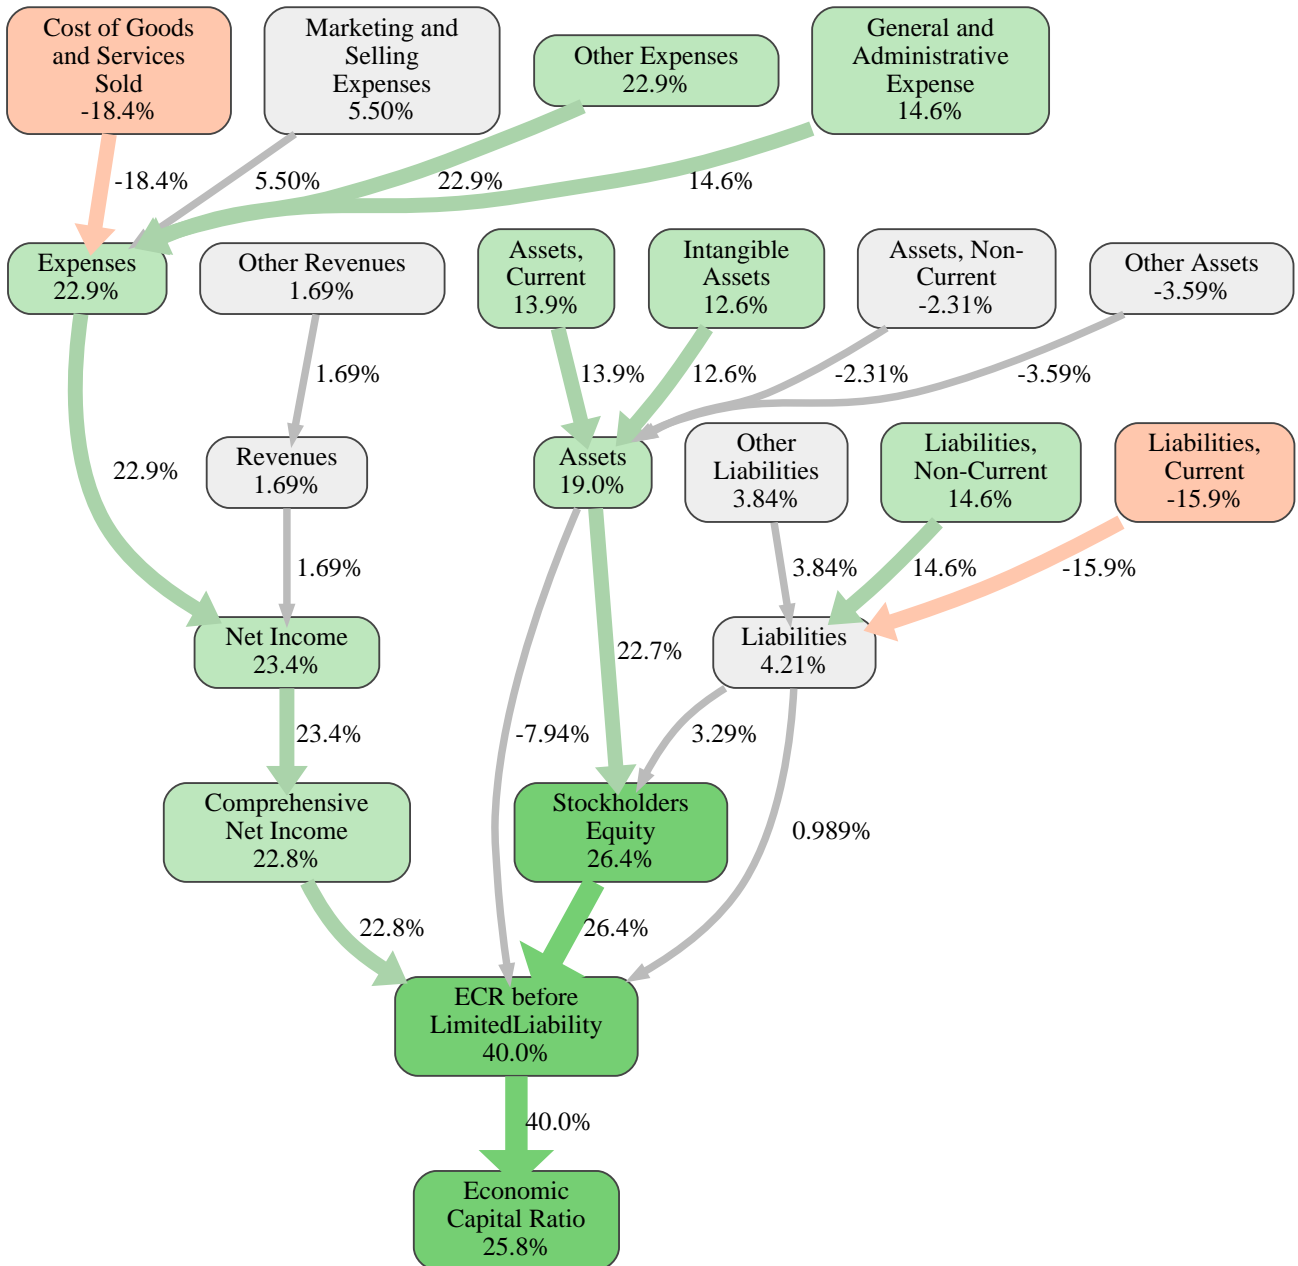 Cost of Goods
and Services
Sold
-18.4%
Marketing and
Selling
Expenses
5.50%
Other Expenses
22.9%
General and
Administrative
Expense
14.6%
-18.4%
5.50%
22.9%
14.6%
Expenses
22.9%
Other Revenues
1.69%
Assets,
Current
13.9%
Intangible
Assets
12.6%
Assets, Non-
Current
-2.31%
Other Assets
-3.59%
1.69%
13.9%
12.6%
-2.31%
-3.59%
22.9%
Revenues
1.69%
Assets
19.0%
Other
Liabilities
3.84%
Liabilities,
Non-Current
14.6%
Liabilities,
Current
-15.9%
1.69%
3.84%
14.6%
-15.9%
Net Income
23.4%
22.7%
Liabilities
4.21%
23.4%
-7.94%
3.29%
Comprehensive
Net Income
22.8%
Stockholders
Equity
26.4%
0.989%
22.8%
26.4%
ECR before
LimitedLiability
40.0%
40.0%
Economic
Capital Ratio
25.8%